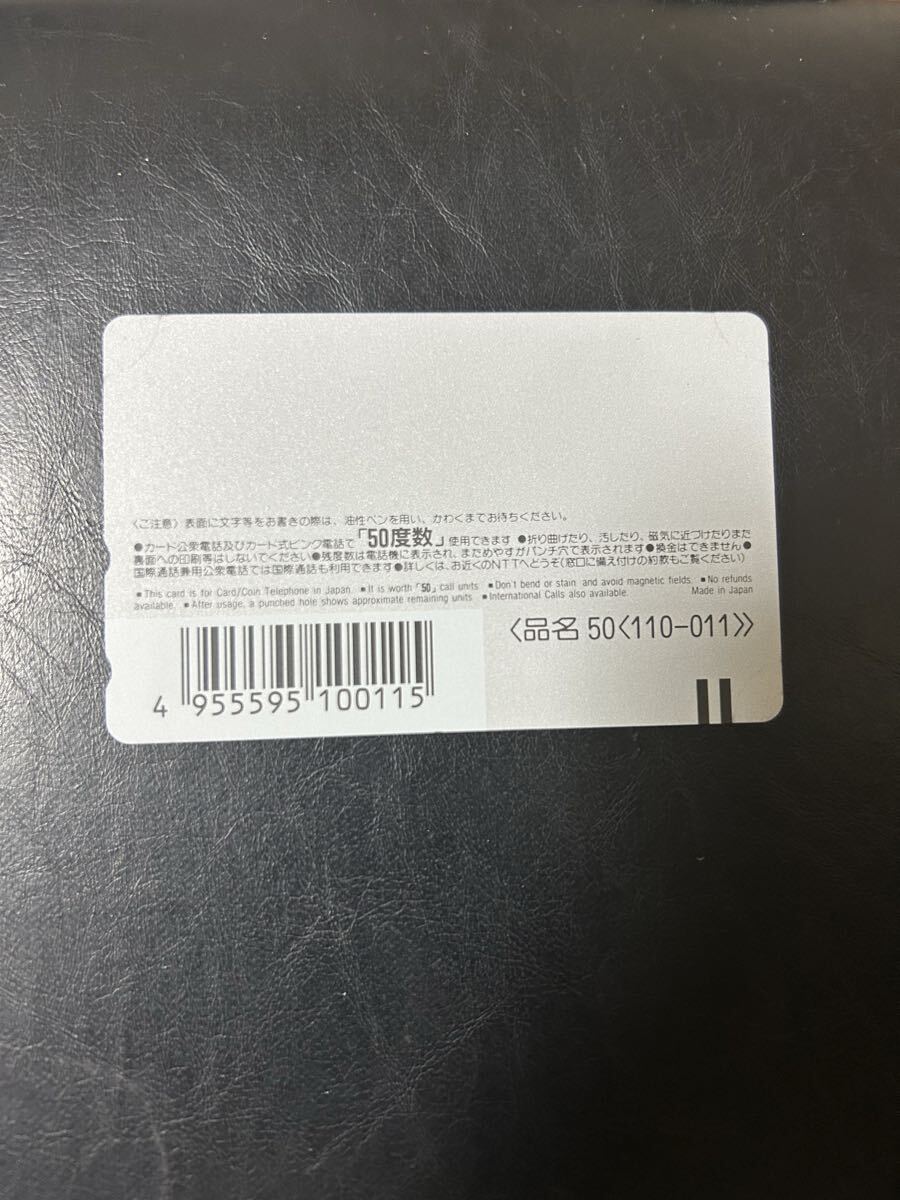 〈ご注意〉表面に文字等をお書きの際は、油性ペンを用い、かわくまでお待ちください。
●カード公衆電話及びカード式ピンク電話で「50度数」使用できます ●折り曲げたり、汚したり、磁気に近づけたりまた
裏面への印刷等はしないでください●残度数は電話機に表示され、まためやすがパンチ穴で表示されます●換金はできません●
国際通話兼用公衆電話では国際通話も利用できます●詳しくは、お近くのNTTへどうぞ(窓口に備え付けの約款もご覧ください)
■This card is for Card/Coin Telephone in Japan. ■It is worth「50」call units ■Don't bend or stain and avoid magnetic fields. ■No refunds
available. ■After usage, a punched hole shows approximate remaining units ■International Calls also available. Made in Japan
〈品名 50〈110-011〉〉
4 955595 100115